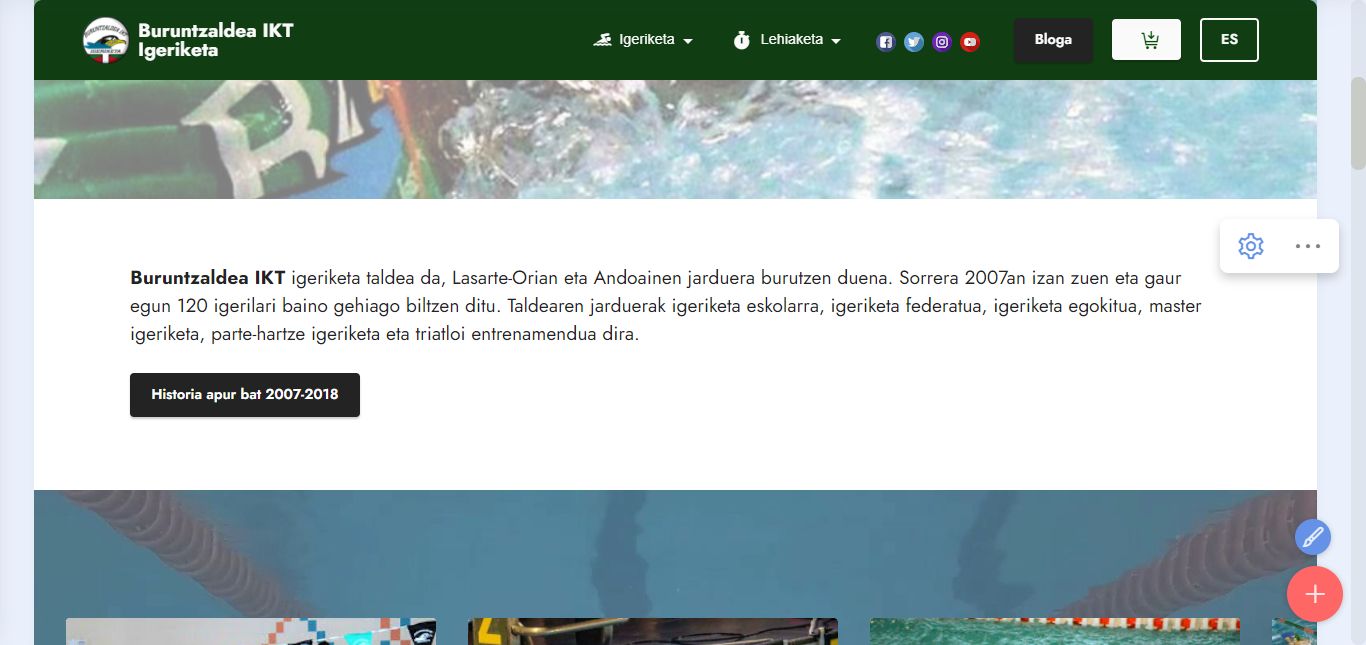 Buruntzaldea IKT
Igeriketa
Igeriketa
Lehiaketa
Bloga
ES
Buruntzaldea IKT igeriketa taldea da, Lasarte-Orian eta Andoainen jarduera burutzen duena. Sorrera 2007an izan zuen eta gaur
egun 120 igerilari baino gehiago biltzen ditu. Taldearen jarduerak igeriketa eskolarra, igeriketa federatua, igeriketa egokitua, master
igeriketa, parte-hartze igeriketa eta triatloi entrenamendua dira.
Historia apur bat 2007-2018